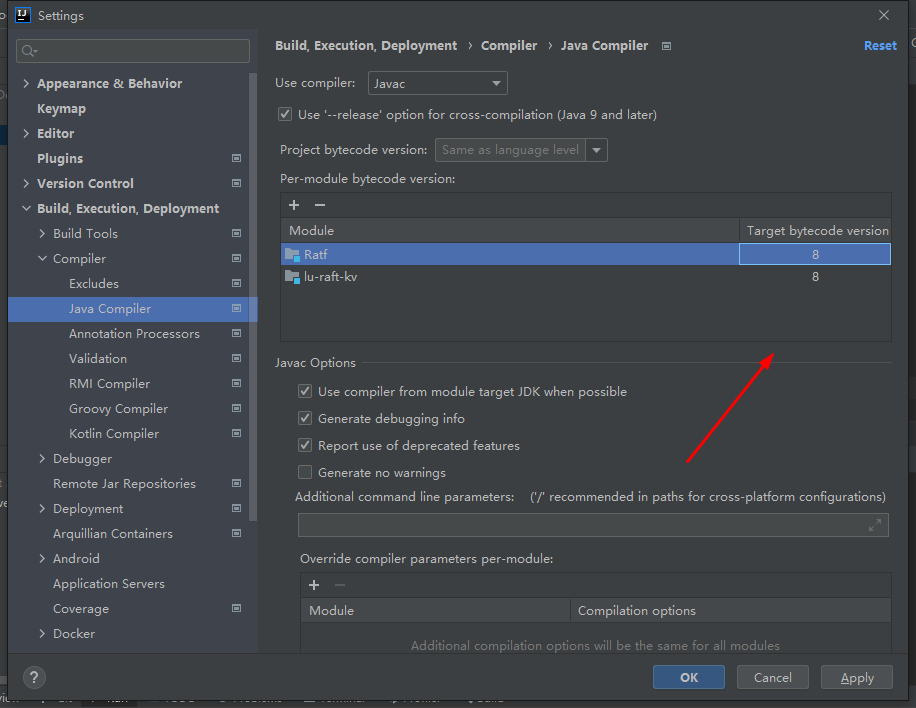 Settings
Appearance & Behavior
Keymap
Editor
Plugins
Version Control
Build, Execution, Deployment
Build Tools
Compiler
Excludes
Java Compiler
Annotation Processors
Validation
RMI Compiler
Groovy Compiler
Kotlin Compiler
Debugger
Remote Jar Repositories
Deployment
Arquillian Containers
Android
Application Servers
Coverage
Docker
Build, Execution, Deployment › Compiler › Java Compiler
Reset
Use compiler: Javac
Use '--release' option for cross-compilation (Java 9 and later)
Project bytecode version: Same as language level
Per-module bytecode version:
Module Target bytecode version
Ratf 8
lu-raft-kv 8
Javac Options
Use compiler from module target JDK when possible
Generate debugging info
Report use of deprecated features
Generate no warnings
Additional command line parameters: ('/' recommended in paths for cross-platform configurations)
Override compiler parameters per-module:
Module Compilation options
Additional compilation options will be the same for all modules
? OK Cancel Apply